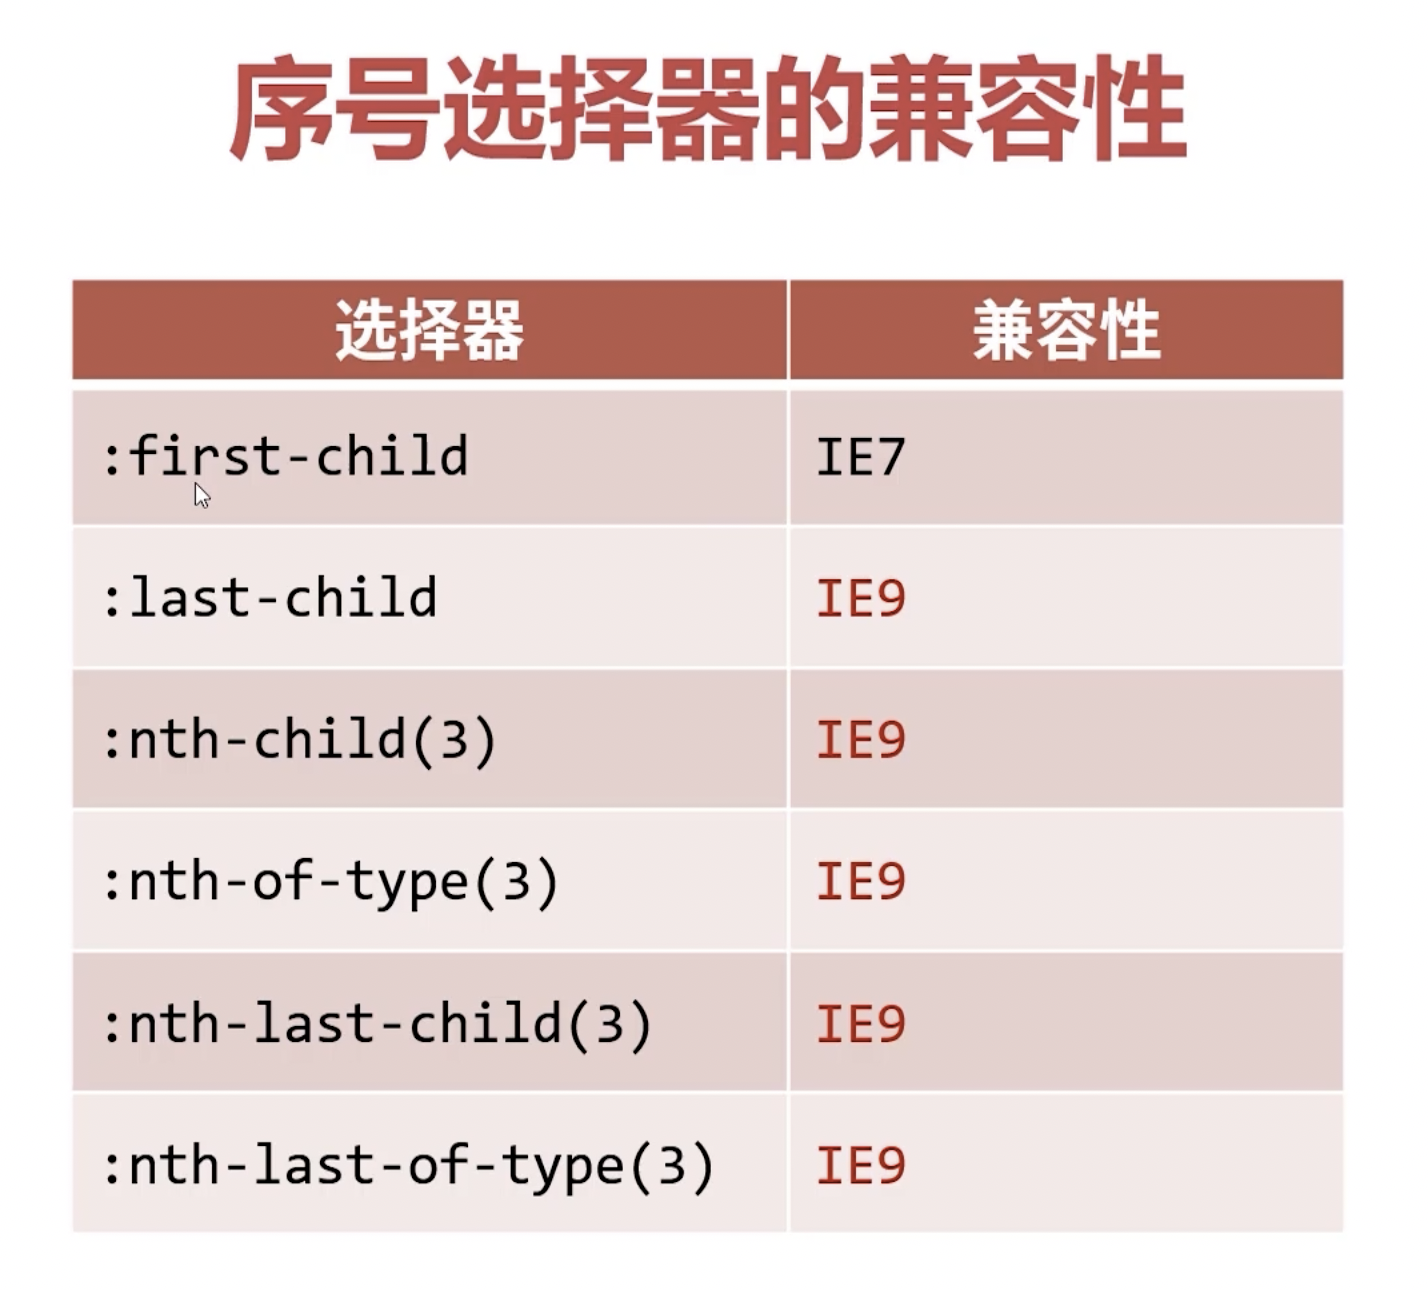 序号选择器的兼容性
选择器 兼容性
:first-child IE7
:last-child IE9
:nth-child(3) IE9
:nth-of-type(3) IE9
:nth-last-child(3) IE9
:nth-last-of-type(3) IE9